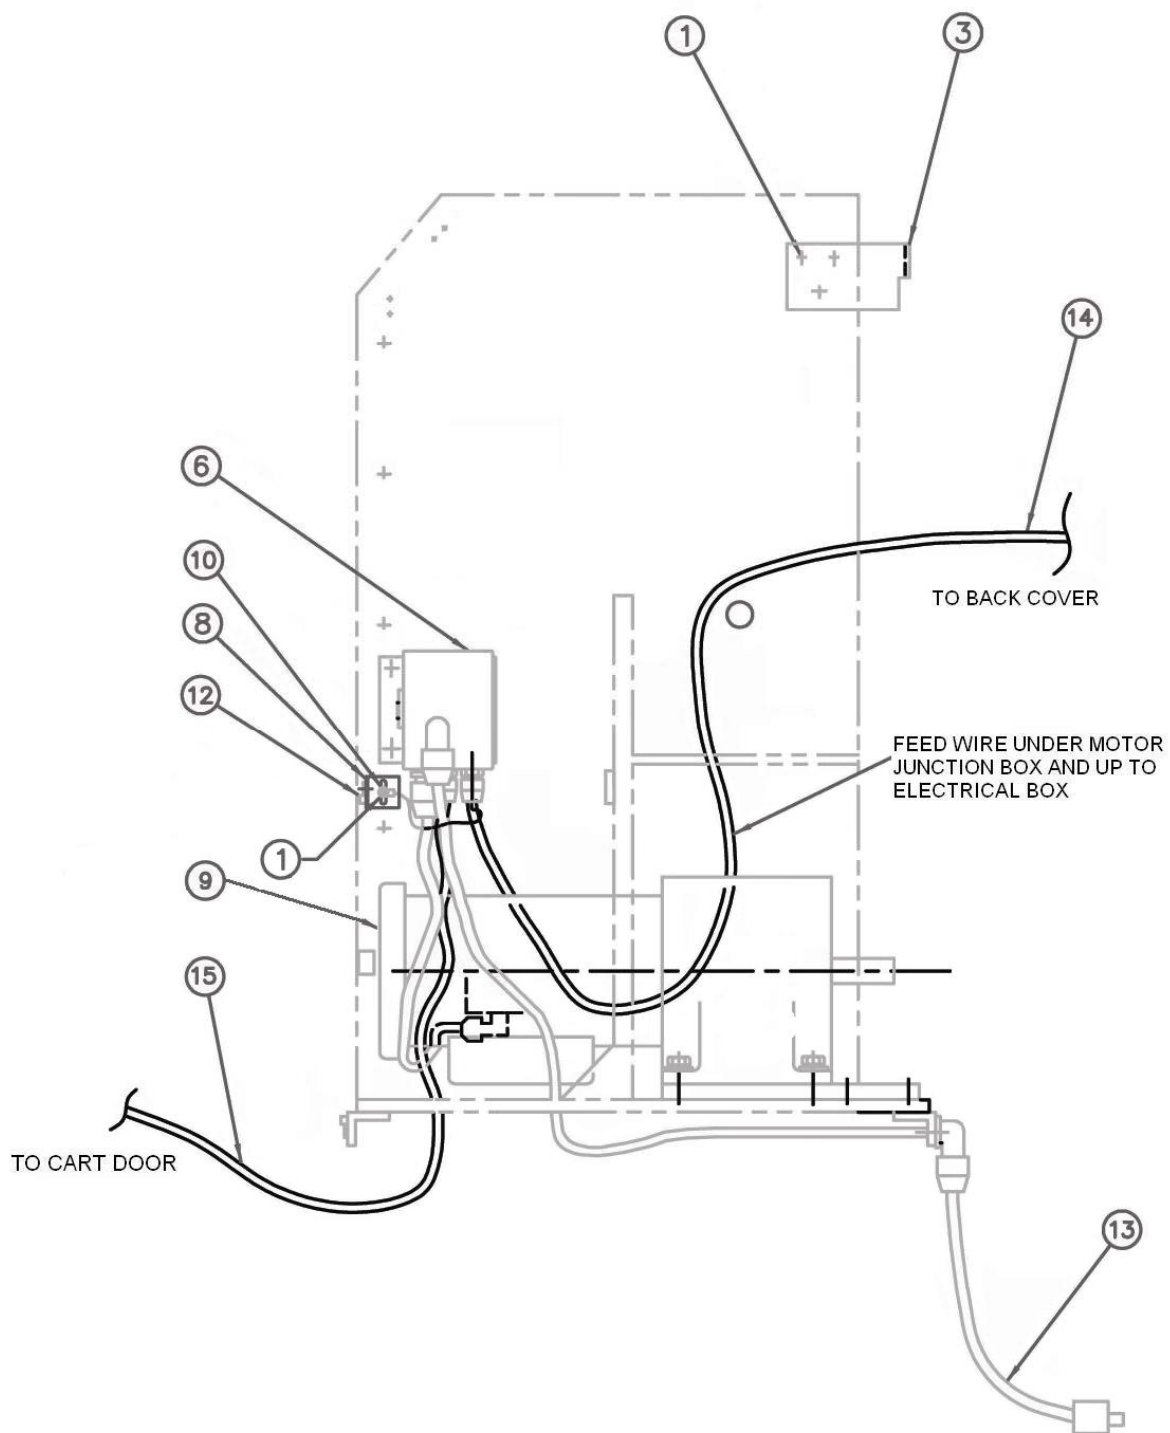 1
3
14
6
10
TO BACK COVER
8
12
FEED WIRE UNDER MOTOR
JUNCTION BOX AND UP TO
ELECTRICAL BOX
1
9
15
TO CART DOOR
13